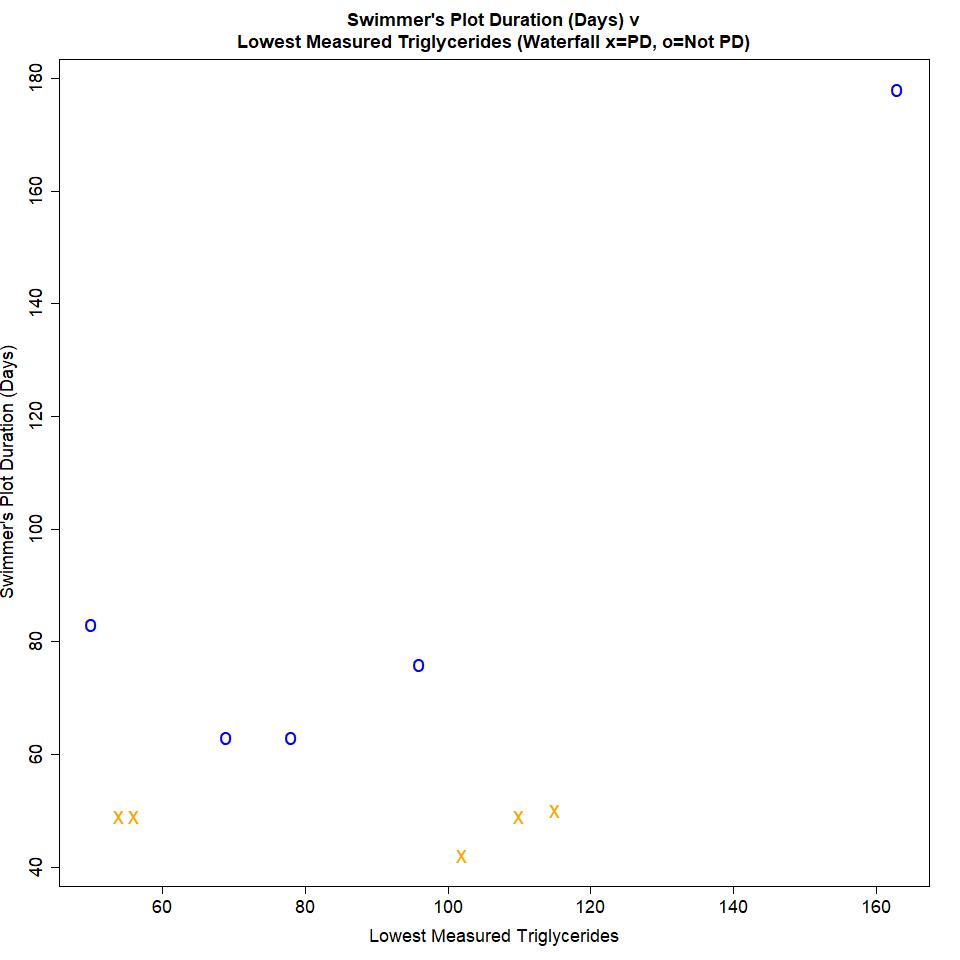 Swimmer's Plot Duration (Days) v
Lowest Measured Triglycerides (Waterfall x=PD, o=Not PD)
Swimmer's Plot Duration (Days)
180
160
140
120
100
80
60
40
O
O
O
O
O
X X
X
X
X
60 80 100 120 140 160
Lowest Measured Triglycerides